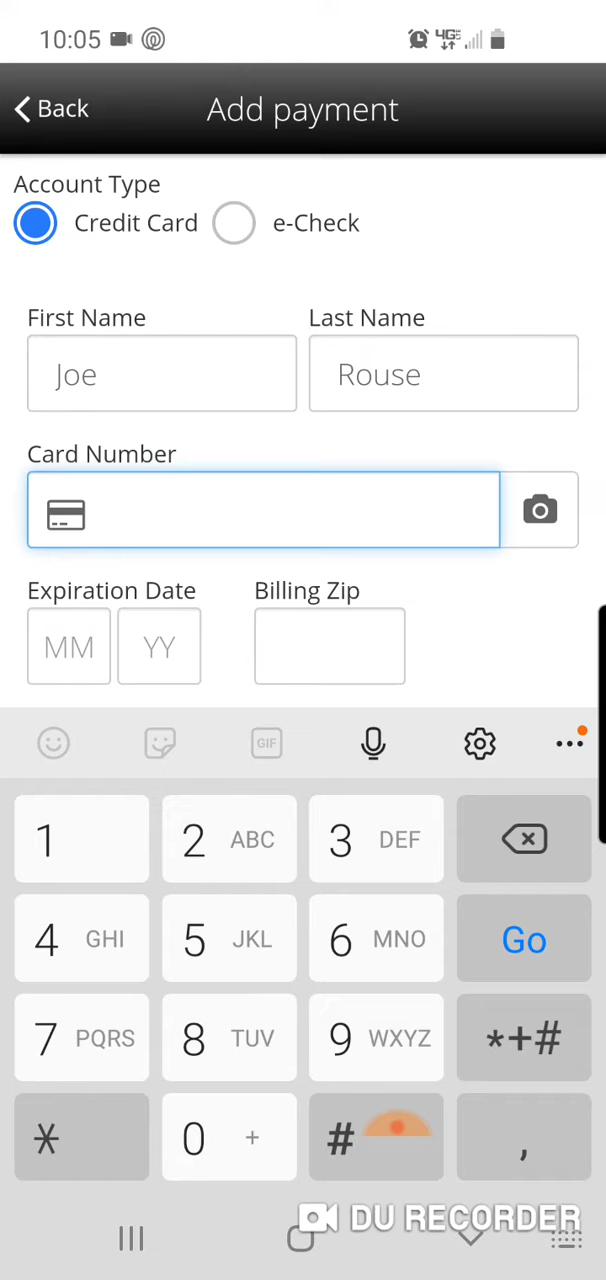 10:05 4G
Back Add payment
Account Type
Credit Card e-Check
First Name Last Name
Joe Rouse
Card Number
Expiration Date Billing Zip
MM YY
GIF
1 2 ABC 3 DEF
4 GHI 5 JKL 6 MNO Go
7 PQRS 8 TUV 9 WXYZ *+#
* 0 + # ,
DU RECORDER